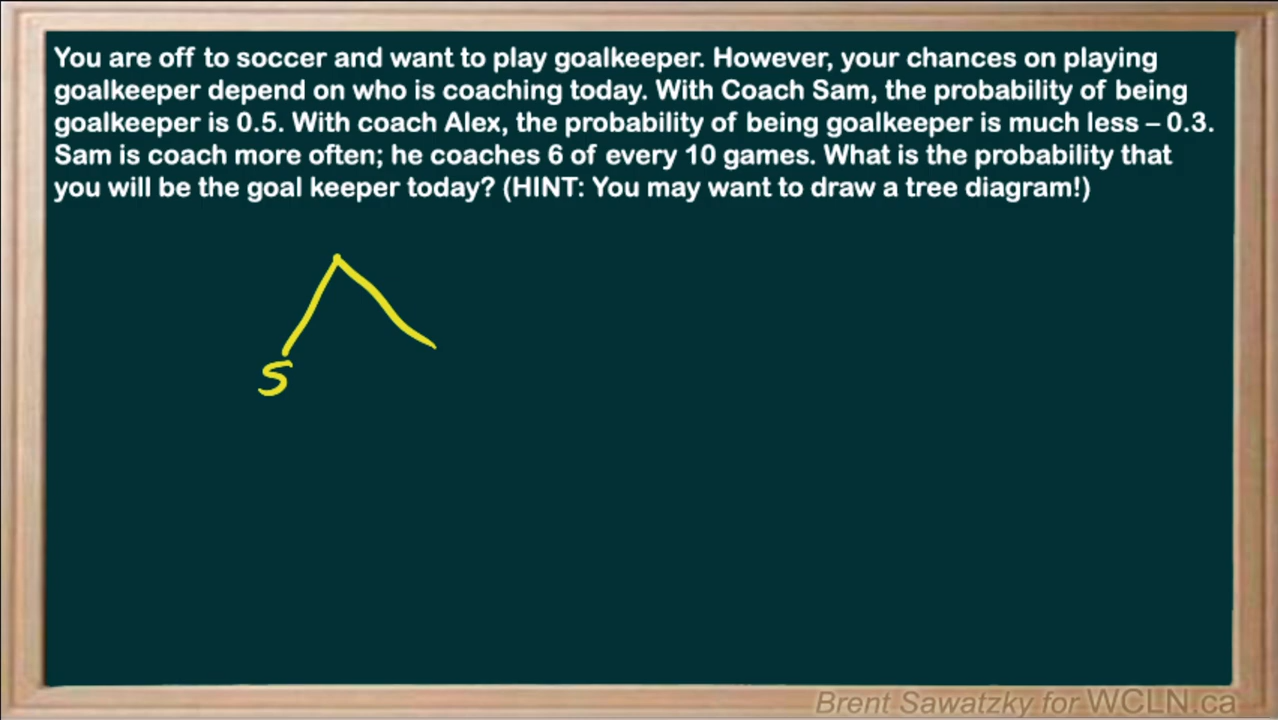 You are off to soccer and want to play goalkeeper. However, your chances on playing
goalkeeper depend on who is coaching today. With Coach Sam, the probability of being
goalkeeper is 0.5. With coach Alex, the probability of being goalkeeper is much less – 0.3.
Sam is coach more often; he coaches 6 of every 10 games. What is the probability that
you will be the goal keeper today? (HINT: You may want to draw a tree diagram!)
S
Brent Sawatzky for WCLN.ca